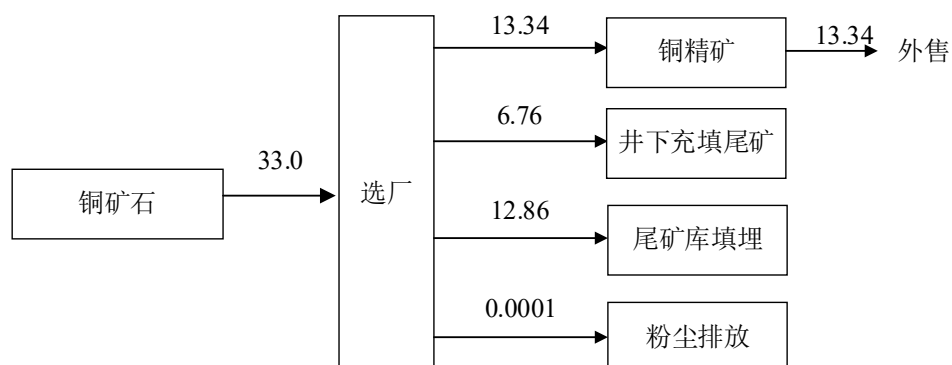 13.34
铜精矿
13.34
外售
6.76
井下充填尾矿
铜矿石
33.0
选厂
12.86
尾矿库填埋
0.0001
粉尘排放